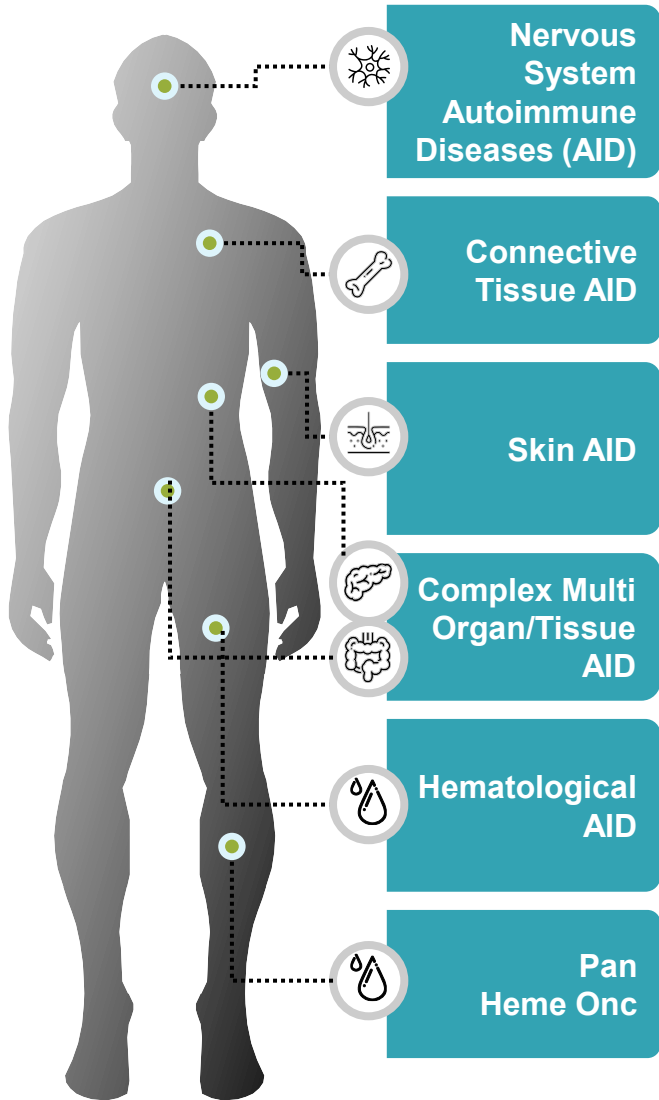 Nervous
System
Autoimmune
Diseases (AID)
Connective
Tissue AID
Skin AID
Complex Multi
Organ/Tissue
AID
Hematological
AID
Pan
Heme Onc